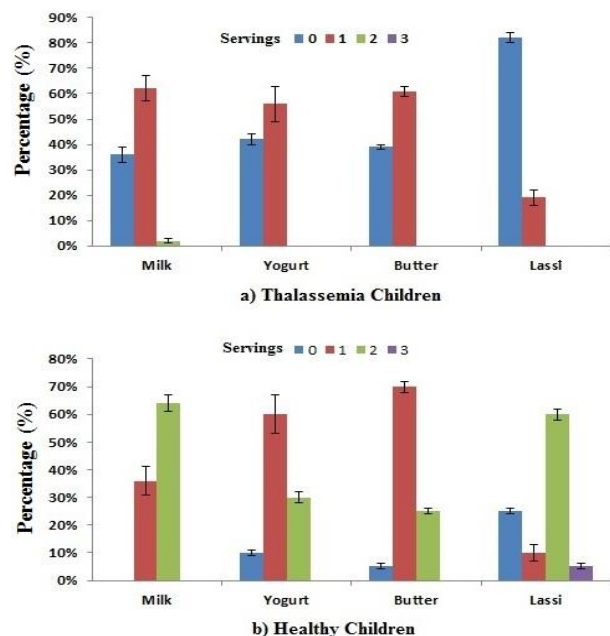 Servings 0 1 2 3
Percentage (%)
90%
80%
70%
60%
50%
40%
30%
20%
10%
0%
Milk Yogurt Butter Lassi
a) Thalassemia Children
Servings 0 1 2 3
Percentage (%)
80%
70%
60%
50%
40%
30%
20%
10%
0%
Milk Yogurt Butter Lassi
b) Healthy Children